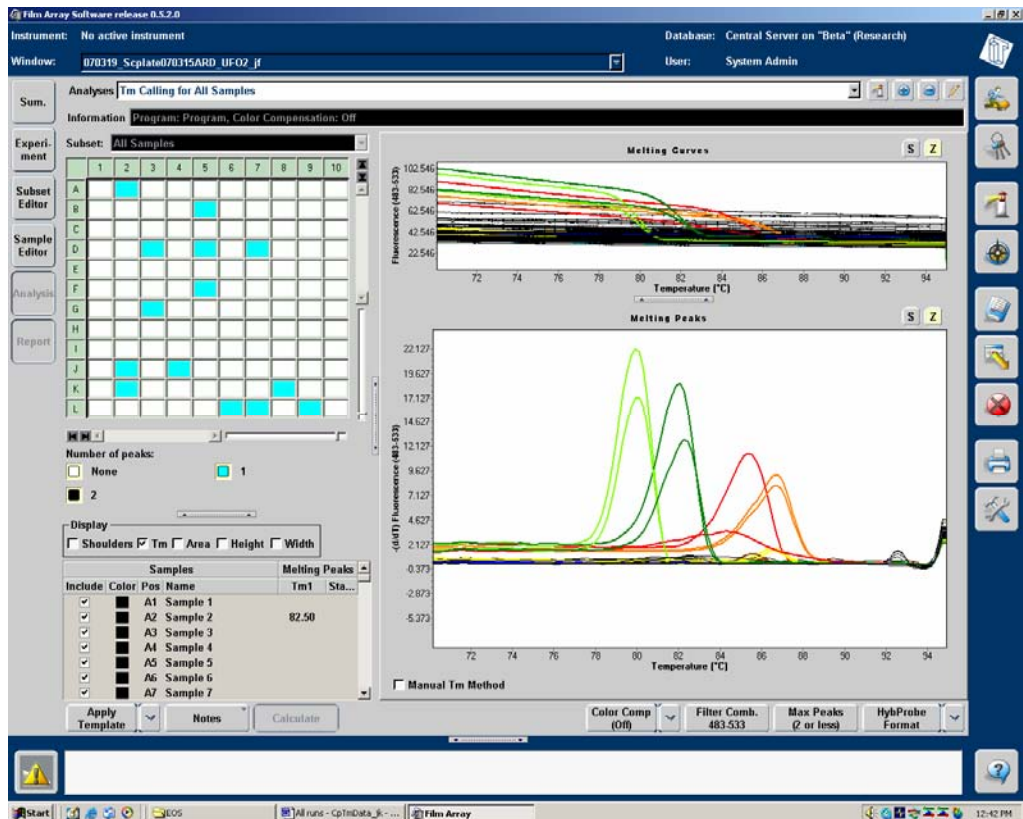 Film Array Software release 0.5.2.0
Instrument: No active instrument
Database: Central Server on "Beta" (Research)
Window: 070319_Scplate070315ARD_UFO2_jf
User: System Admin
Sum.
Analyses Tm Calling for All Samples
Information Program: Program, Color Compensation: Off
Experi-
ment
Subset: All Samples
1 2 3 4 5 6 7 8 9 10
A
B
C
D
E
F
G
H
I
J
K
L
Subset
Editor
Sample
Editor
Analysis
Report
Number of peaks:
None 1
2
Display
Shoulders Tm Area Height Width
Samples Melting Peaks
Include Color Pos Name Tm1 Sta...
A1 Sample 1
A2 Sample 2 82.50
A3 Sample 3
A4 Sample 4
A5 Sample 5
A6 Sample 6
A7 Sample 7
Apply
Template
Notes
Calculate
Melting Curves S Z
Fluorescence (483-533)
102.546
82.546
62.546
42.546
22.546
72 74 76 78 80 82 84 86 88 90 92 94
Temperature [°C]
Melting Peaks S Z
-(d/dT) Fluorescence (483-533)
22.127
19.627
17.127
14.627
12.127
9.627
7.127
4.627
2.127
-0.373
-2.873
-5.373
72 74 76 78 80 82 84 86 88 90 92 94
Temperature [°C]
Manual Tm Method
Color Comp
(Off)
Filter Comb.
483-533
Max Peaks
(2 or less)
HybProbe
Format
Start EOS All runs - CpTmData_jk - ... Film Array 12:42 PM